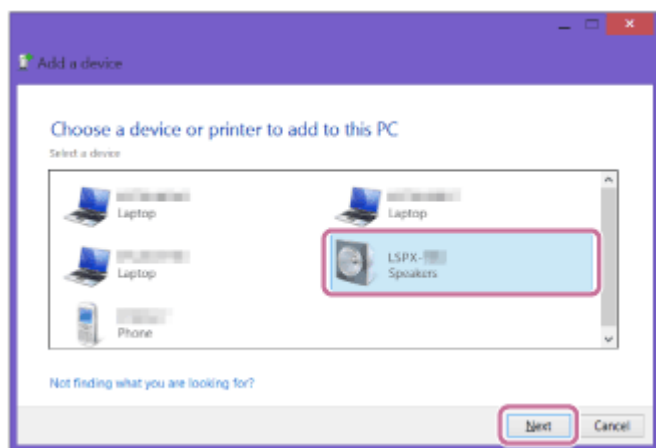 Add a device
Choose a device or printer to add to this PC
Select a device
Laptop
Laptop
Laptop
LSPX-
Speakers
Phone
Not finding what you are looking for?
Next
Cancel